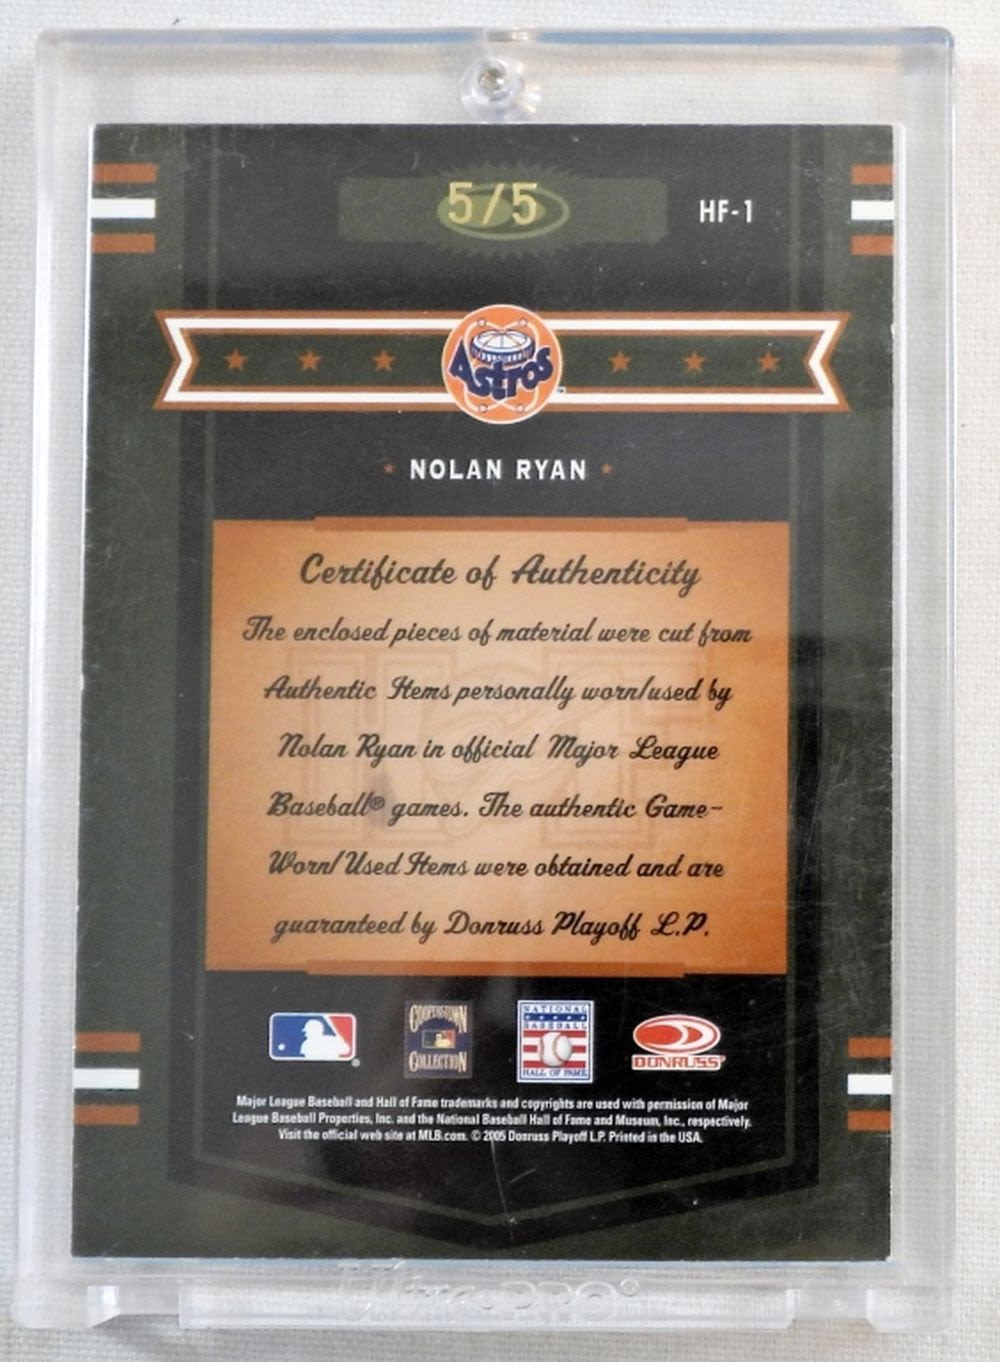 5/5
HF-1
Astros
NOLAN RYAN
Certificate of Authenticity
The enclosed pieces of material were cut from
Authentic Items personally worn/used by
Nolan Ryan in official Major League
Baseball® games. The authentic Game-
Worn/Used Items were obtained and are
guaranteed by Donruss Playoff L.P.
COOPERSTOWN
COLLECTION
NATIONAL
BASEBALL
HALL OF FAME
DONRUSS
Major League Baseball and Hall of Fame trademarks and copyrights are used with permission of Major
League Baseball Properties, Inc. and the National Baseball Hall of Fame and Museum, Inc., respectively.
Visit the official web site at MLB.com. © 2005 Donruss Playoff L.P. Printed in the USA.
Ultra·PRO®